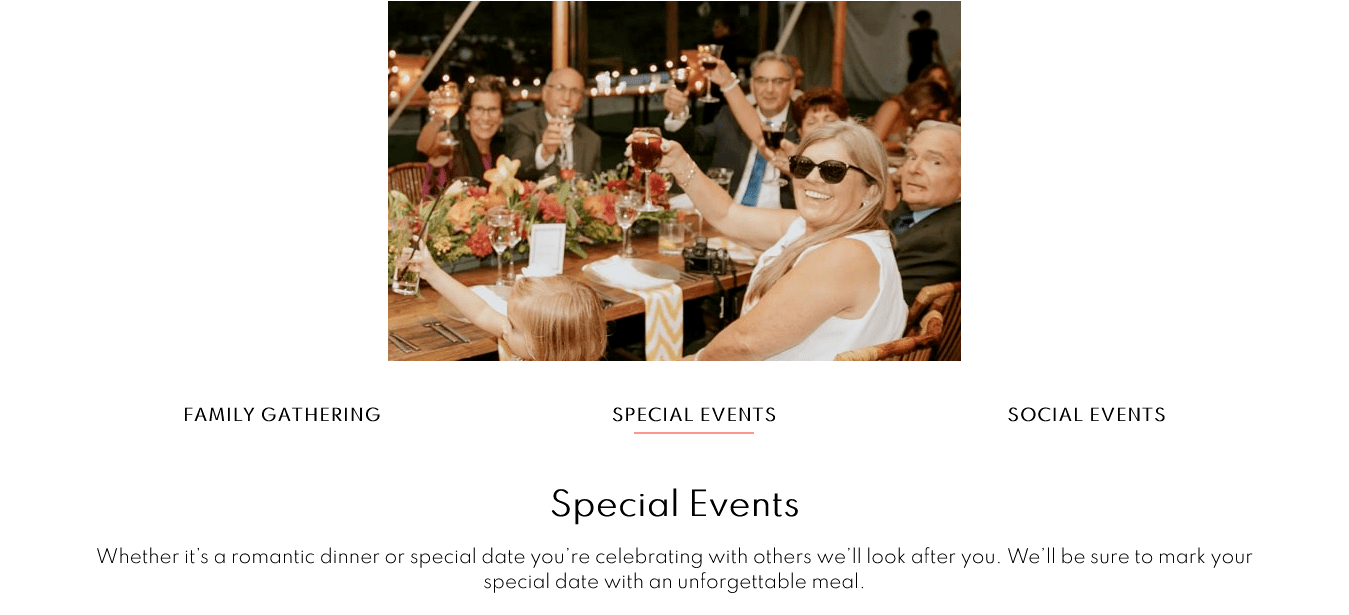 FAMILY GATHERING
SPECIAL EVENTS
SOCIAL EVENTS
Special Events
Whether it’s a romantic dinner or special date you’re celebrating with others we’ll look after you. We’ll be sure to mark your
special date with an unforgettable meal.